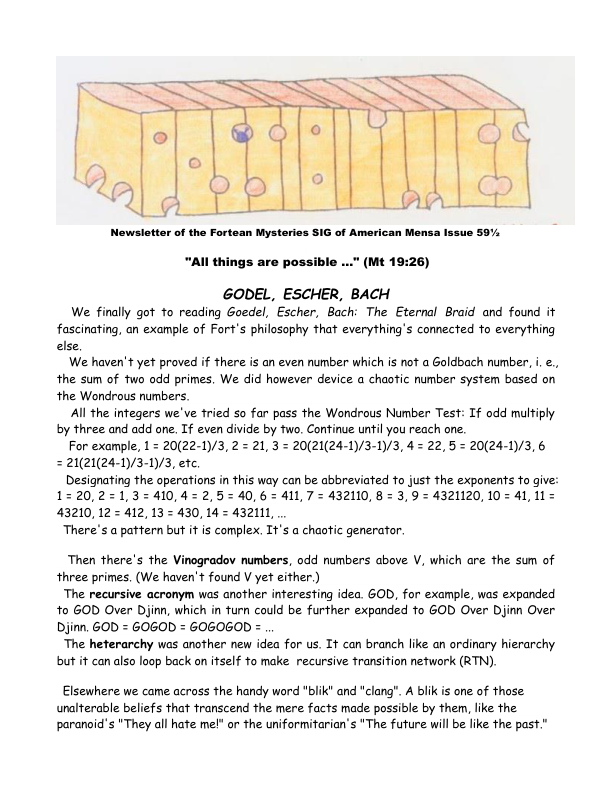 Newsletter of the Fortean Mysteries SIG of American Mensa Issue 59½
"All things are possible ..." (Mt 19:26)
GODEL, ESCHER, BACH
We finally got to reading Goedel, Escher, Bach: The Eternal Braid and found it
fascinating, an example of Fort's philosophy that everything's connected to everything
else.
We haven't yet proved if there is an even number which is not a Goldbach number, i. e.,
the sum of two odd primes. We did however device a chaotic number system based on
the Wondrous numbers.
All the integers we've tried so far pass the Wondrous Number Test: If odd multiply
by three and add one. If even divide by two. Continue until you reach one.
For example, 1 = 20(22-1)/3, 2 = 21, 3 = 20(21(24-1)/3-1)/3, 4 = 22, 5 = 20(24-1)/3, 6
= 21(21(24-1)/3-1)/3, etc.
Designating the operations in this way can be abbreviated to just the exponents to give:
1 = 20, 2 = 1, 3 = 410, 4 = 2, 5 = 40, 6 = 411, 7 = 432110, 8 = 3, 9 = 4321120, 10 = 41, 11 =
43210, 12 = 412, 13 = 430, 14 = 432111, ...
There's a pattern but it is complex. It's a chaotic generator.
Then there's the Vinogradov numbers, odd numbers above V, which are the sum of
three primes. (We haven't found V yet either.)
The recursive acronym was another interesting idea. GOD, for example, was expanded
to GOD Over Djinn, which in turn could be further expanded to GOD Over Djinn Over
Djinn. GOD = GOGOD = GOGOGOD = ...
The heterarchy was another new idea for us. It can branch like an ordinary hierarchy
but it can also loop back on itself to make recursive transition network (RTN).
Elsewhere we came across the handy word "blik" and "clang". A blik is one of those
unalterable beliefs that transcend the mere facts made possible by them, like the
paranoid's "They all hate me!" or the uniformitarian's "The future will be like the past."